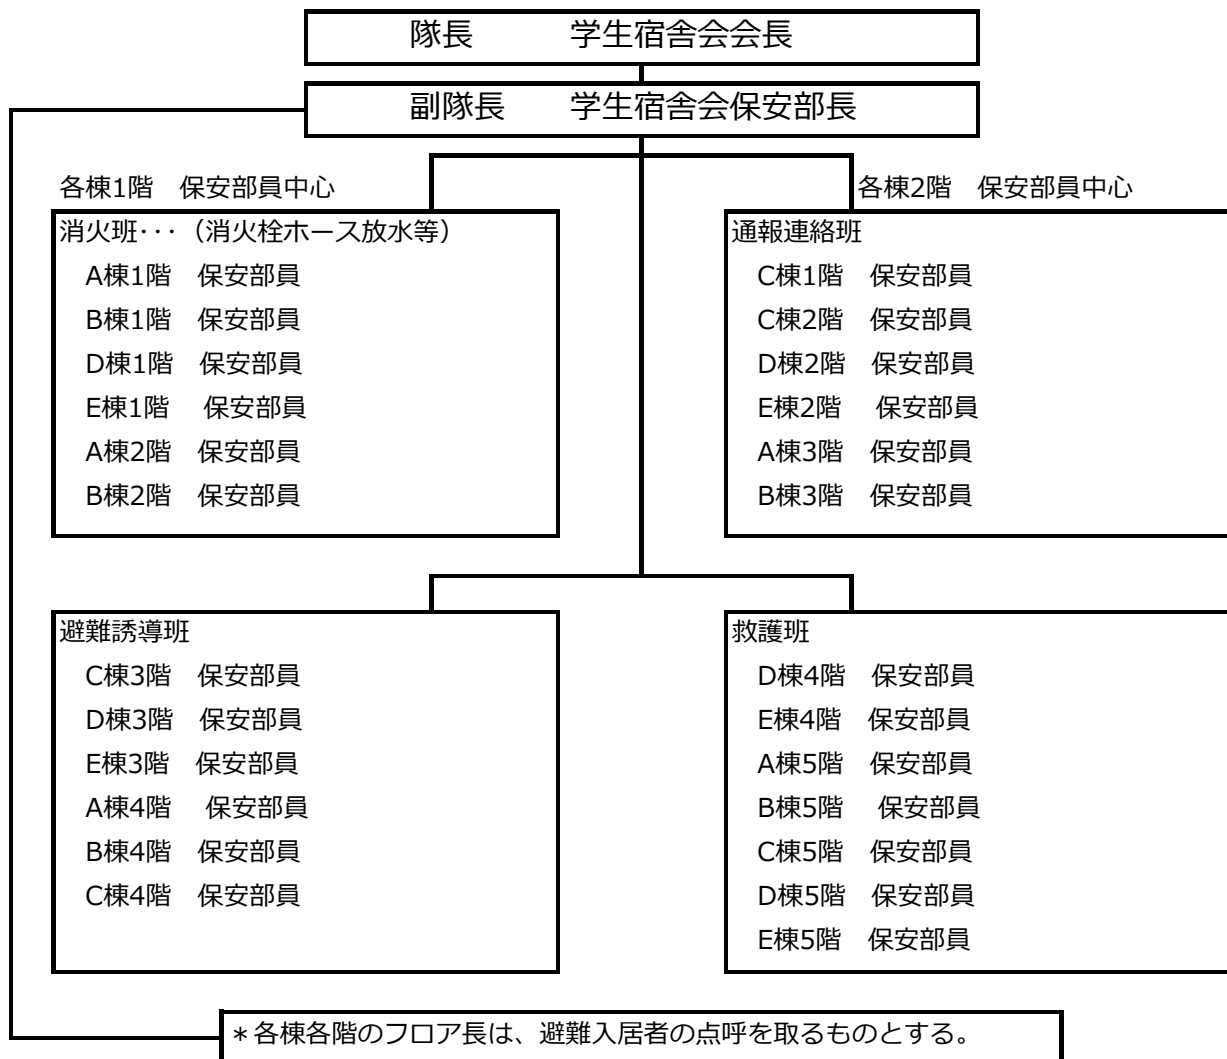 隊長　　　学生宿舎会会長
副隊長　　学生宿舎会保安部長
各棟1階　保安部員中心
消火班･･･（消火栓ホース放水等）
A棟1階　保安部員
B棟1階　保安部員
D棟1階　保安部員
E棟1階　保安部員
A棟2階　保安部員
B棟2階　保安部員
各棟2階　保安部員中心
通報連絡班
C棟1階　保安部員
C棟2階　保安部員
D棟2階　保安部員
E棟2階　保安部員
A棟3階　保安部員
B棟3階　保安部員
避難誘導班
C棟3階　保安部員
D棟3階　保安部員
E棟3階　保安部員
A棟4階　保安部員
B棟4階　保安部員
C棟4階　保安部員
救護班
D棟4階　保安部員
E棟4階　保安部員
A棟5階　保安部員
B棟5階　保安部員
C棟5階　保安部員
D棟5階　保安部員
E棟5階　保安部員
＊各棟各階のフロア長は、避難入居者の点呼を取るものとする。